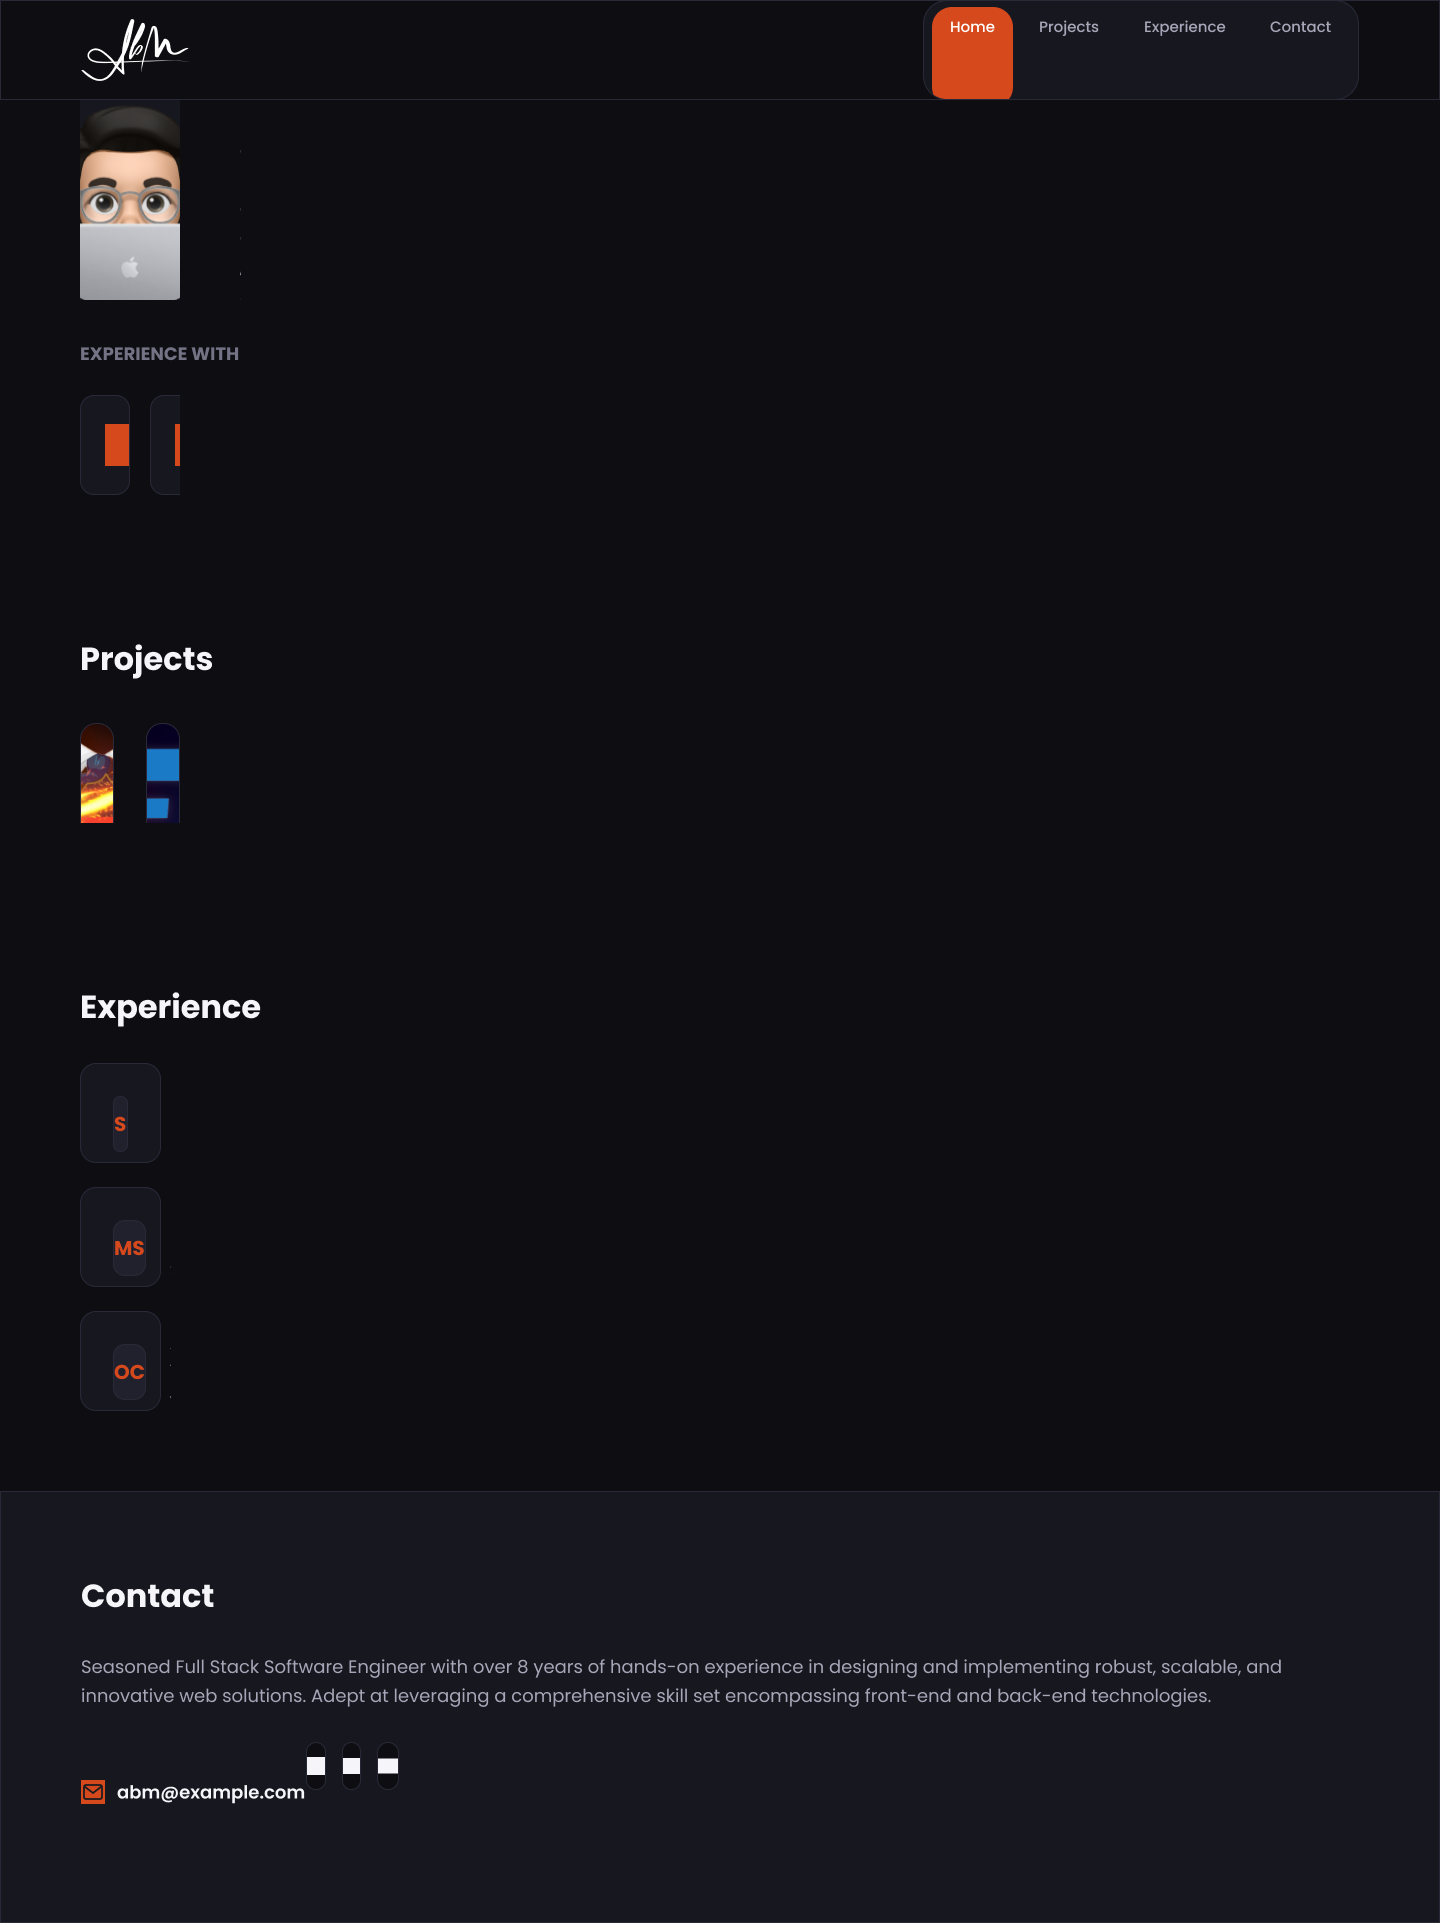 Home
Projects
Experience
Contact
EXPERIENCE WITH
Projects
Experience
S
MS
OC
Contact
Seasoned Full Stack Software Engineer with over 8 years of hands-on experience in designing and implementing robust, scalable, and
innovative web solutions. Adept at leveraging a comprehensive skill set encompassing front-end and back-end technologies.
abm@example.com